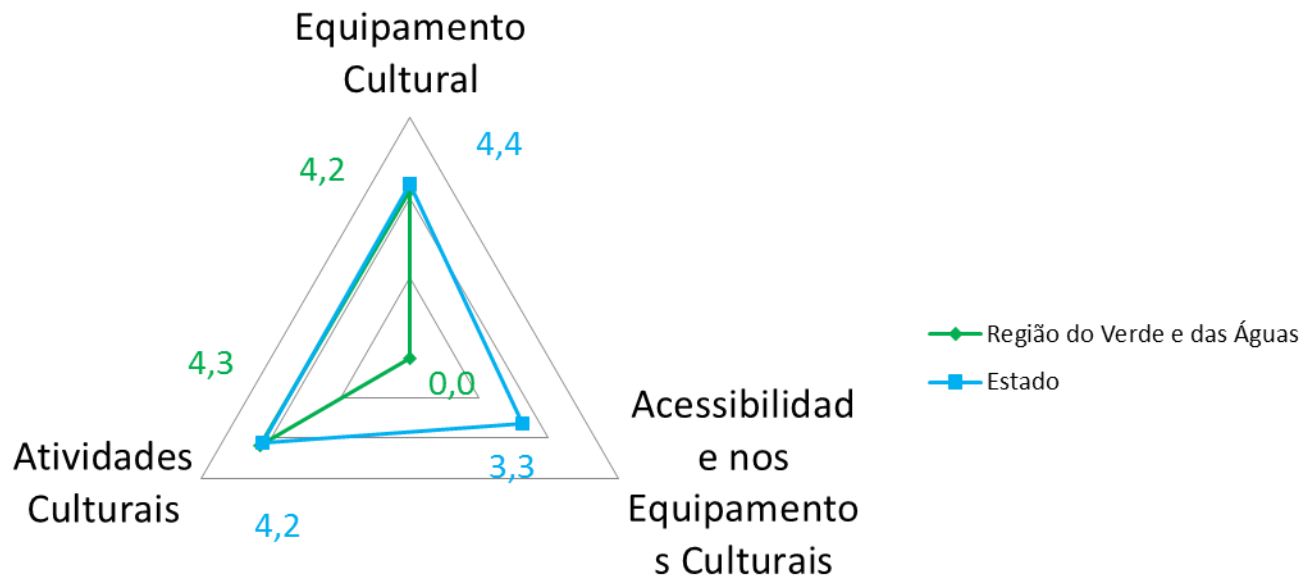 Equipamento
Cultural
4,4
4,2
4,3
0,0
Região do Verde e das Águas
Estado
Acessibilidad
e nos
Equipamento
s Culturais
3,3
Atividades
Culturais
4,2